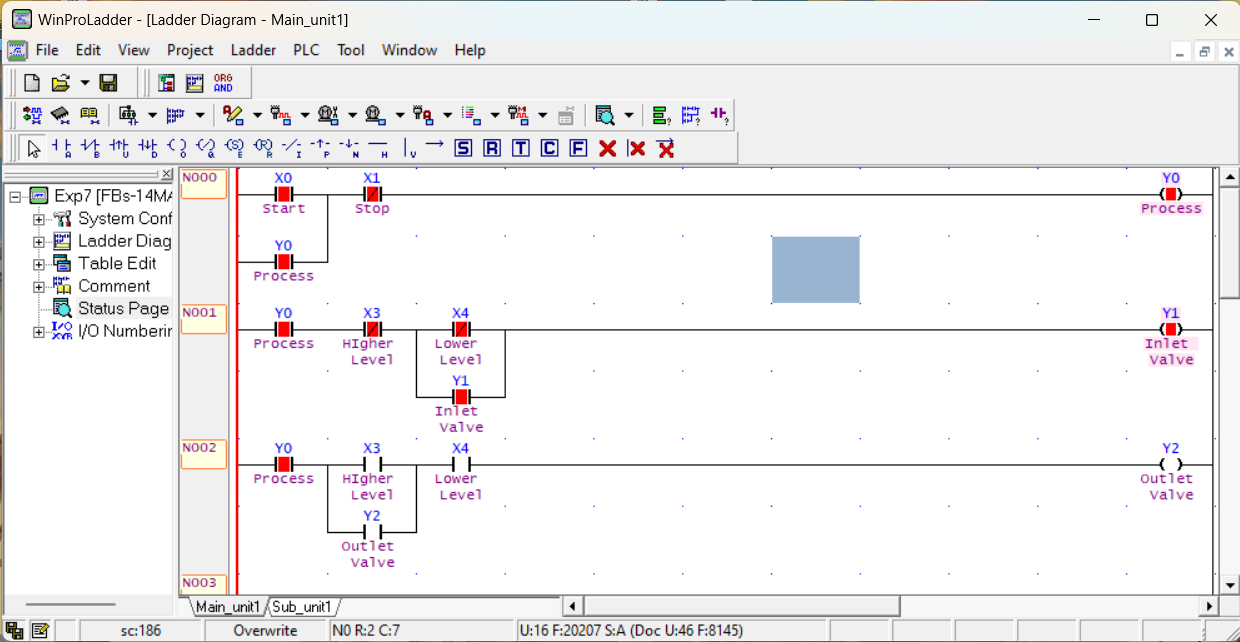 WinProLadder - [Ladder Diagram - Main_unit1]
File Edit View Project Ladder PLC Tool Window Help
ORG
AND
A B U D O Q S E R R I P N H V S R T C F
Exp7 [FBs-14MA
System Conf
Ladder Diag
Table Edit
Comment
Status Page
I/O Numberin
N000
X0 X1 Y0
Start Stop Process
Y0
Process
N001
Y0 X3 X4 Y1
Process HIgher Lower Inlet
Level Level Valve
Y1
Inlet
Valve
N002
Y0 X3 X4 Y2
Process HIgher Lower Outlet
Level Level Valve
Y2
Outlet
Valve
N003
Main_unit1 Sub_unit1
sc:186 Overwrite N0 R:2 C:7 U:16 F:20207 S:A (Doc U:46 F:8145)